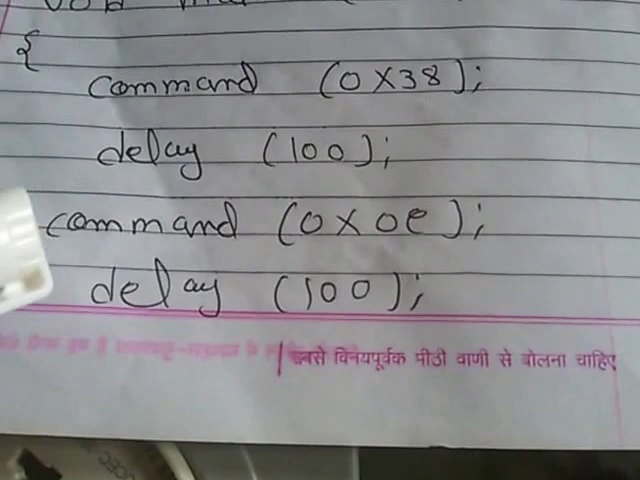 {
command (0X38);
delay (100);
command (0X0e);
delay (100);
सबसे विनयपूर्वक मीठी वाणी से बोलना चाहिए